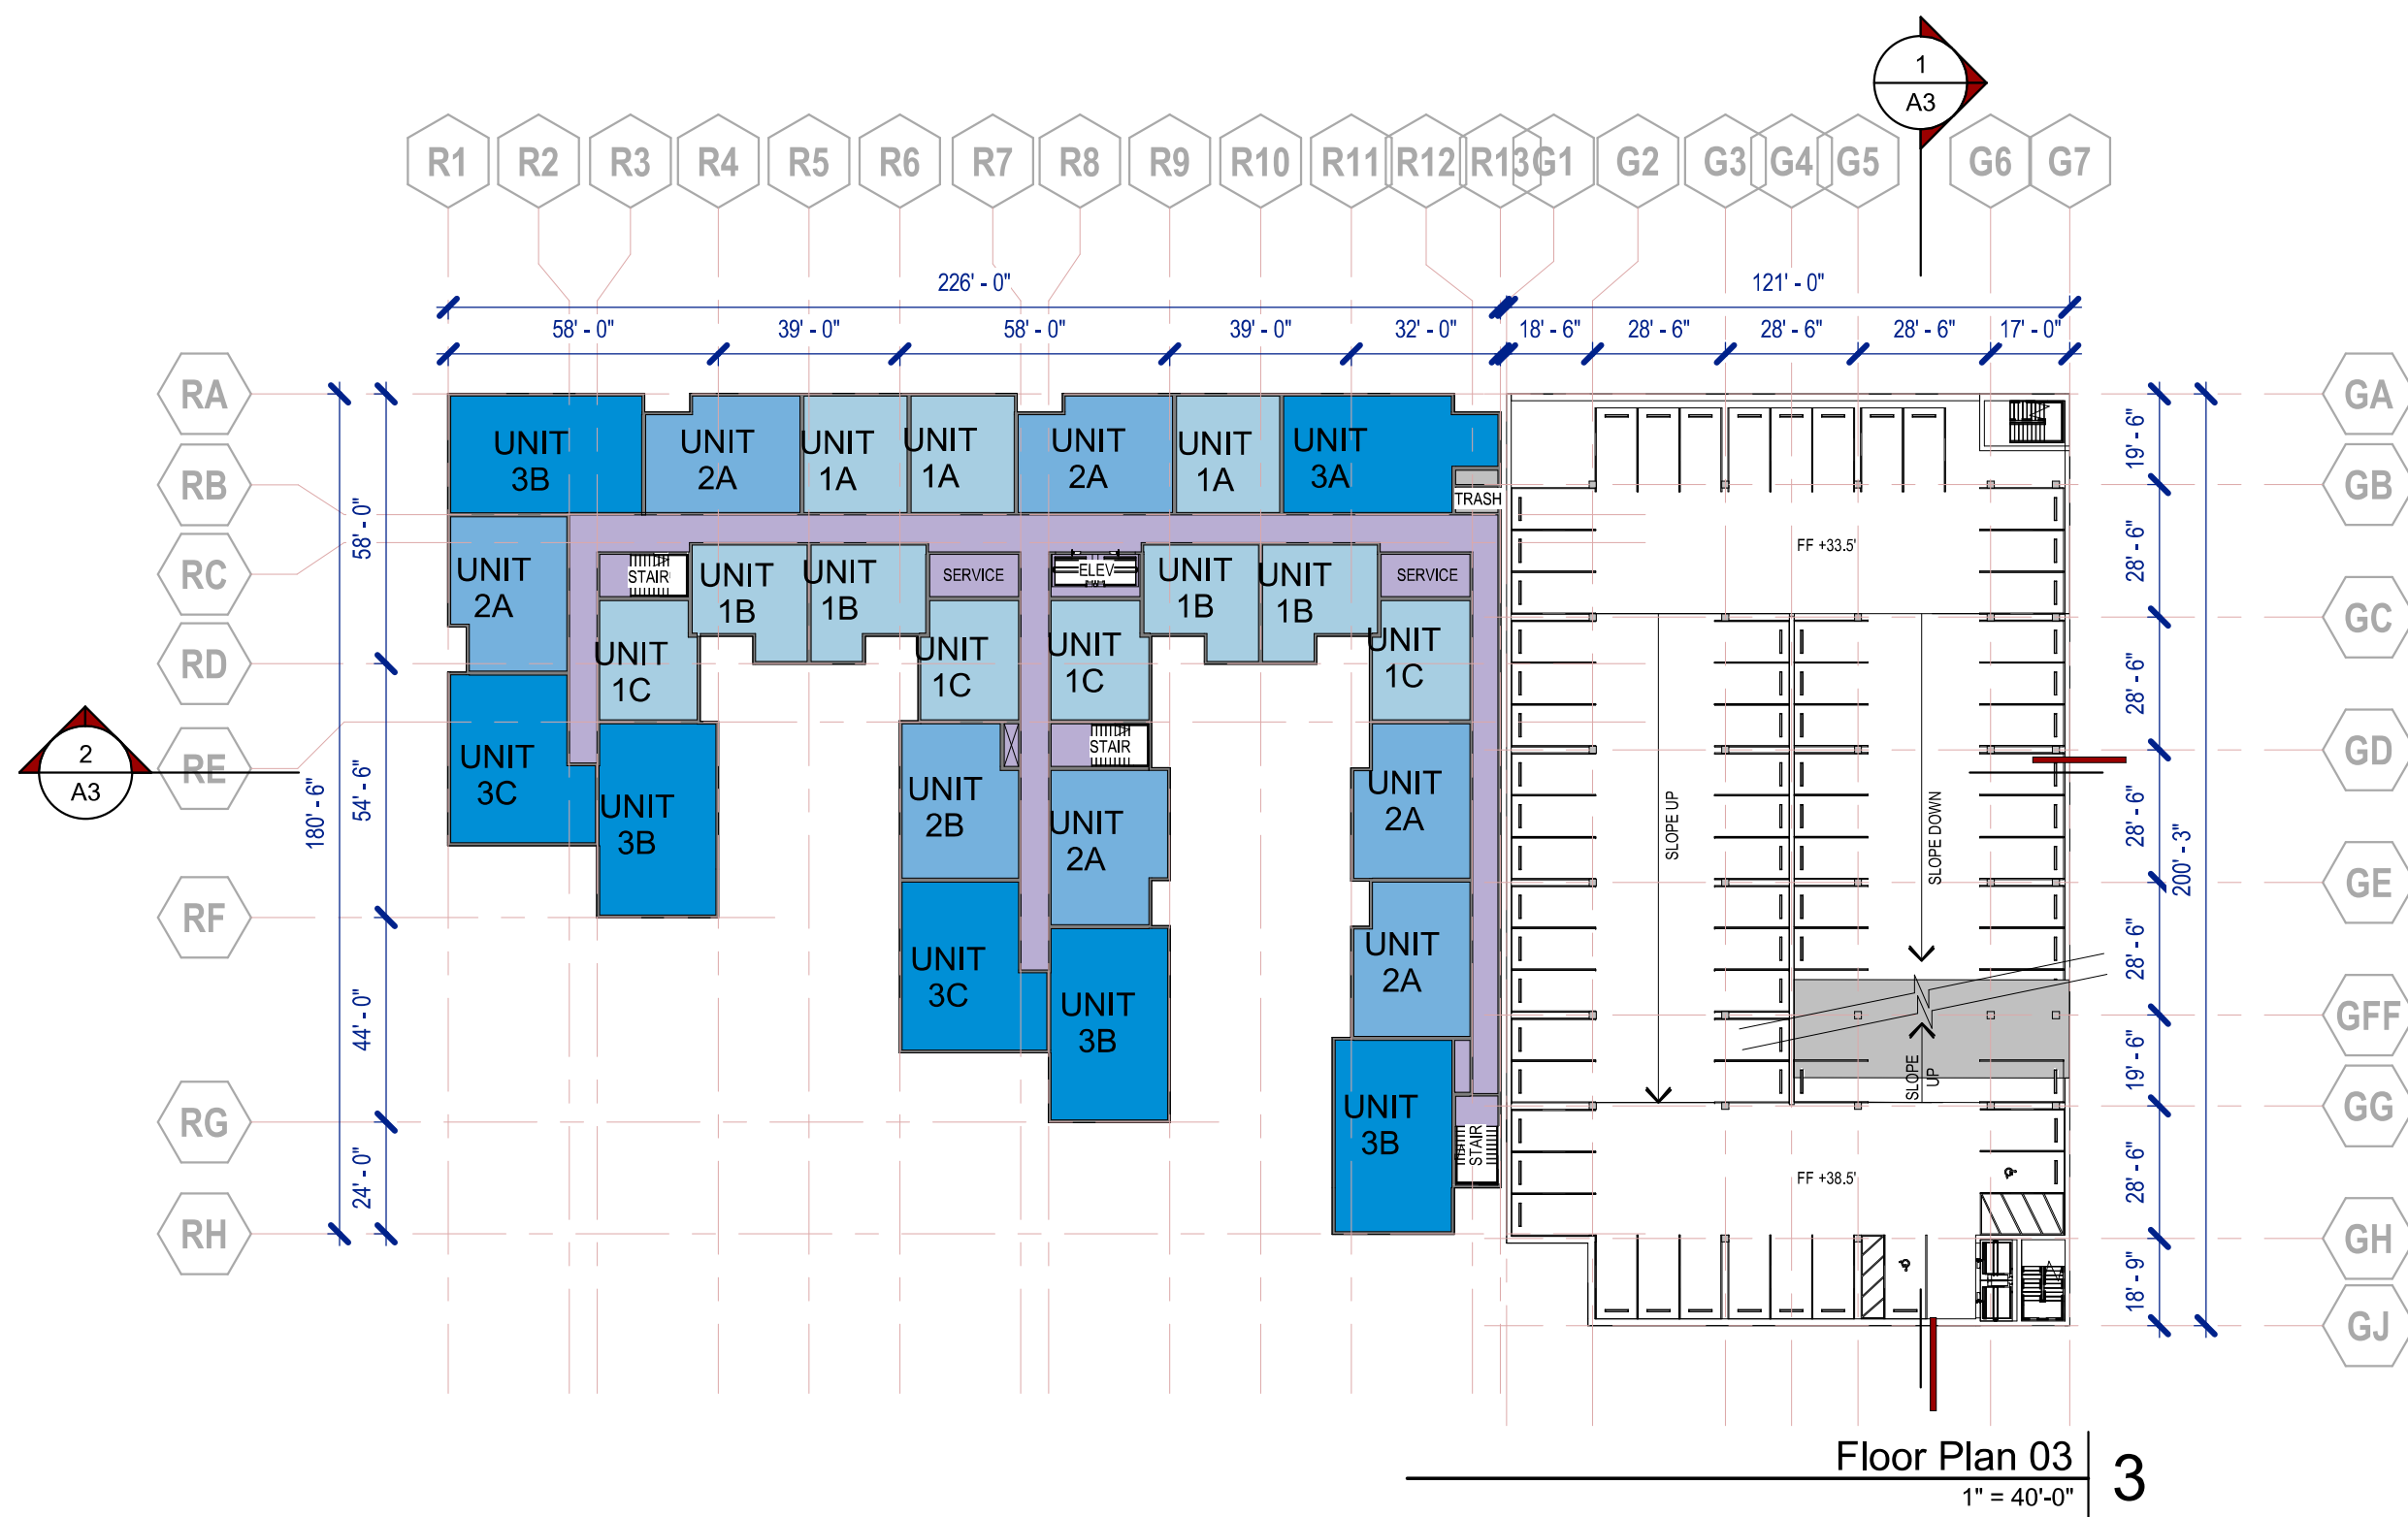 1
A3
R1 R2 R3 R4 R5 R6 R7 R8 R9 R10 R11 R12 R13 G1 G2 G3 G4 G5 G6 G7
226' - 0" 121' - 0"
58' - 0" 39' - 0" 58' - 0" 39' - 0" 32' - 0" 18' - 6" 28' - 6" 28' - 6" 28' - 6" 17' - 0"
RA
RB
RC
RD
RE
RF
RG
RH
2
A3
180' - 6"
58' - 0"
54' - 6"
44' - 0"
24' - 0"
UNIT
3B
UNIT
2A
UNIT
1A
UNIT
1A
UNIT
2A
UNIT
1A
UNIT
3A
TRASH
UNIT
2A
STAIR
UNIT
1B
UNIT
1B
SERVICE
ELEV
UNIT
1B
UNIT
1B
SERVICE
UNIT
1C
UNIT
1C
UNIT
1C
UNIT
1C
UNIT
3C
UNIT
3B
UNIT
2B
STAIR
UNIT
2A
UNIT
2A
UNIT
3C
UNIT
3B
UNIT
2A
UNIT
3B
STAIR
FF +33.5'
SLOPE UP
SLOPE DOWN
SLOPE
UP
FF +38.5'
19' - 6"
28' - 6"
28' - 6"
28' - 6"
28' - 6"
19' - 6"
28' - 6"
18' - 9"
200' - 3"
GA
GB
GC
GD
GE
GFF
GG
GH
GJ
Floor Plan 03
1" = 40'-0"
3